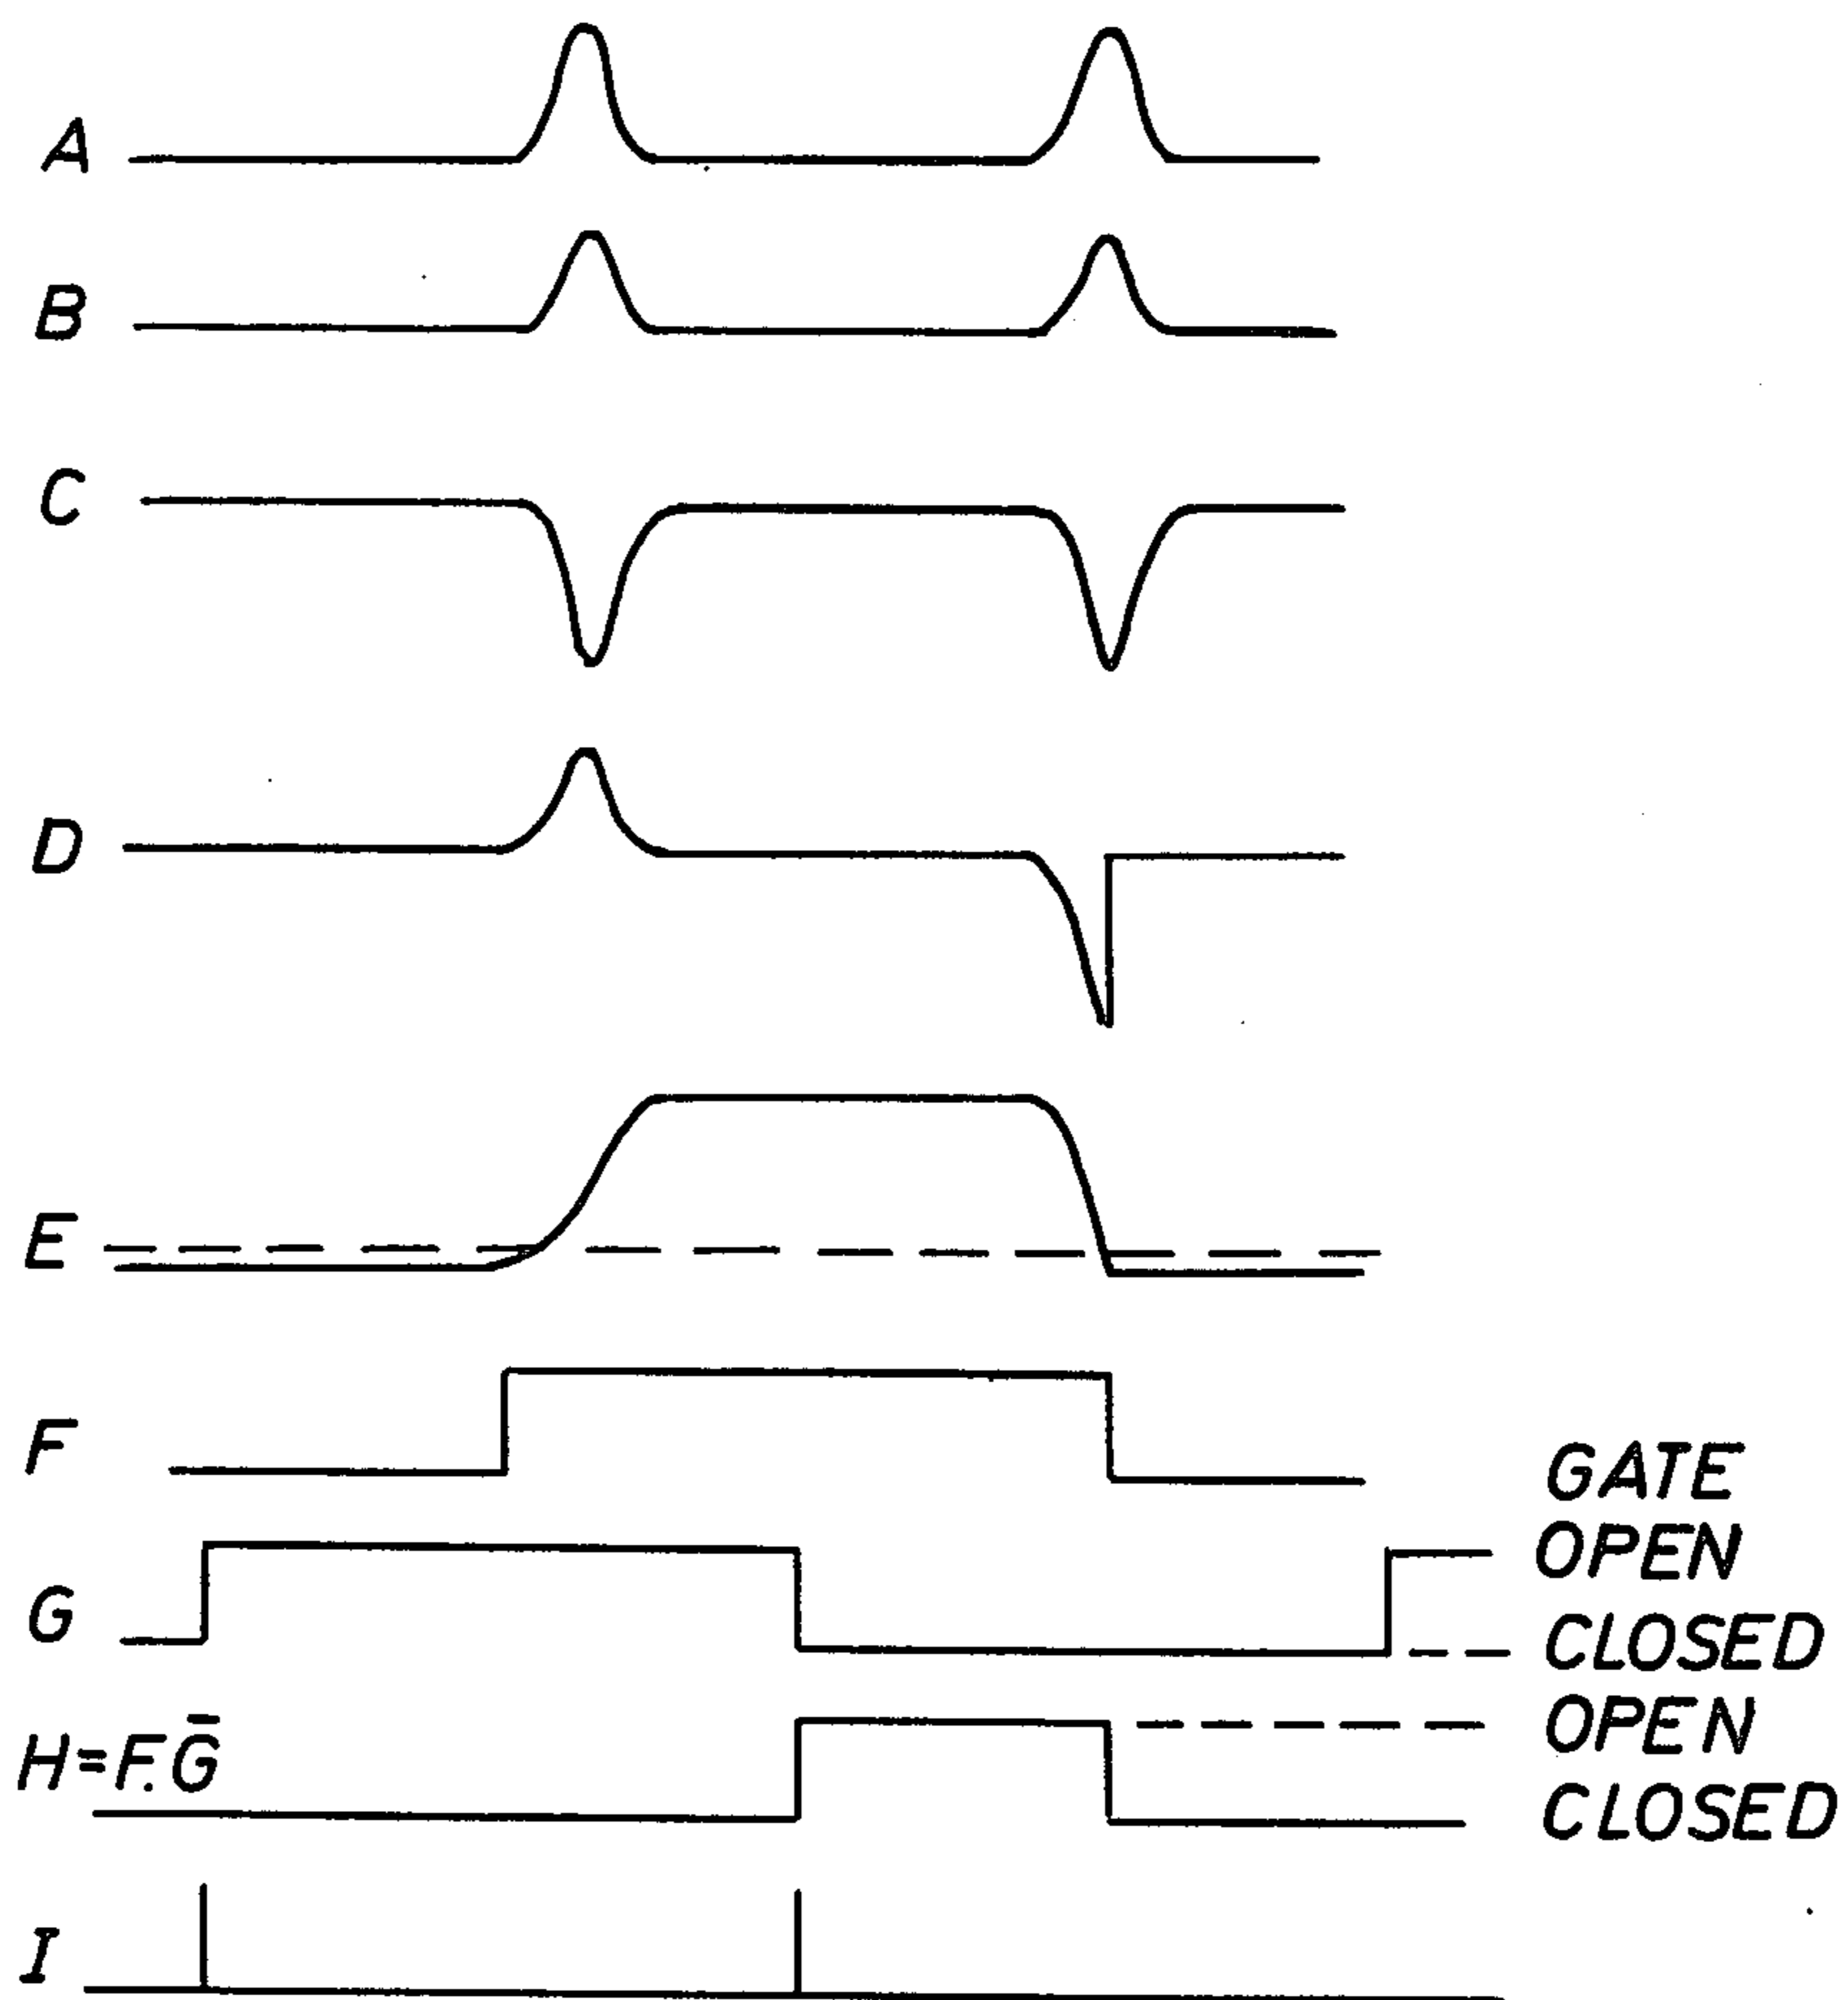 A
B
C
D
E
F
GATE
OPEN
G
CLOSED
H=F.G̅
OPEN
CLOSED
I